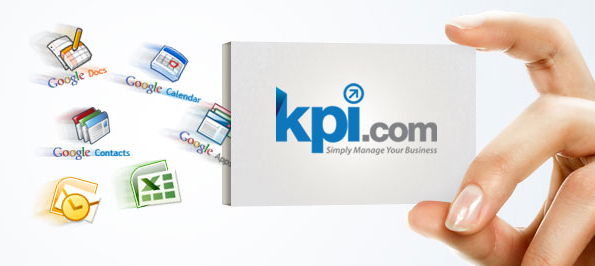 Google Docs
Google Calendar
Google Contacts
Google Apps
kpi.com
Simply Manage Your Business